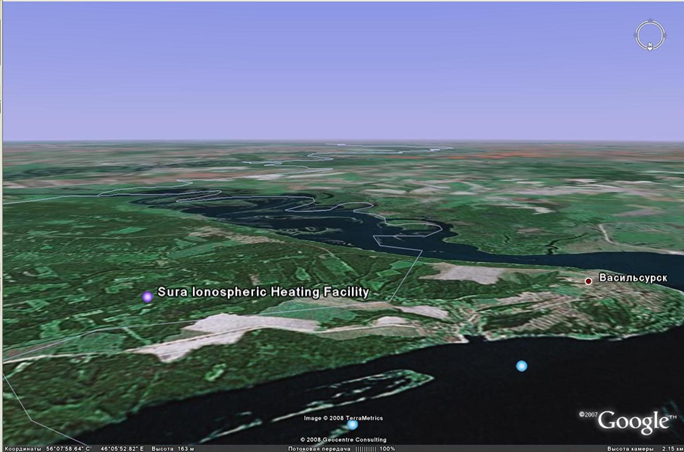 Sura Ionospheric Heating Facility
Васильсурск
Image © 2008 TerraMetrics
© 2008 Geocentre Consulting
©2007 Google™
Координаты 56°07'58.64" С 46°05'52.82" В Высота 163 м Потоковая передача |||||||||| 100% Высота камеры 2.15 км